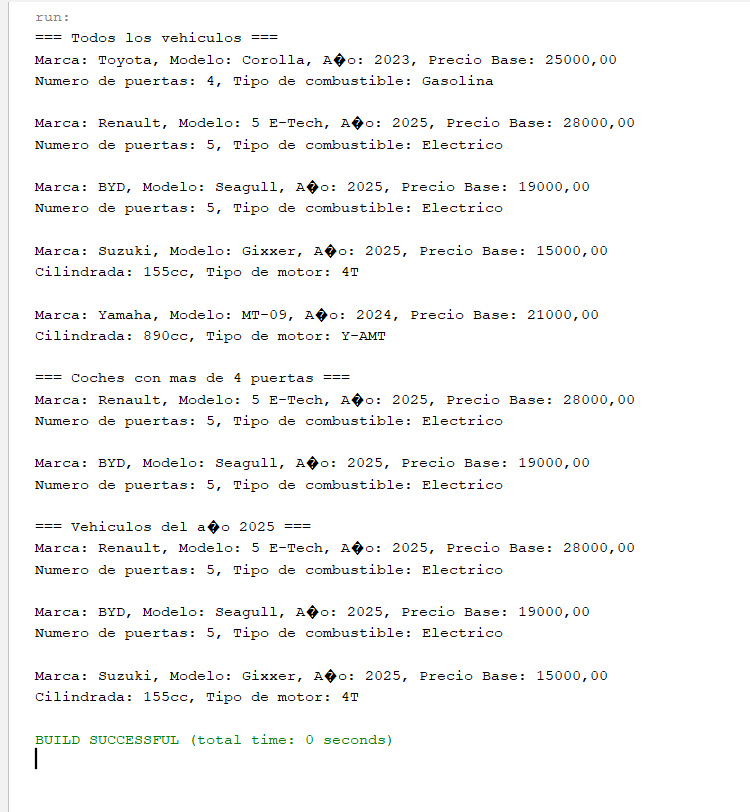 run:
=== Todos los vehiculos ===
Marca: Toyota, Modelo: Corolla, A�o: 2023, Precio Base: 25000,00
Numero de puertas: 4, Tipo de combustible: Gasolina

Marca: Renault, Modelo: 5 E-Tech, A�o: 2025, Precio Base: 28000,00
Numero de puertas: 5, Tipo de combustible: Electrico

Marca: BYD, Modelo: Seagull, A�o: 2025, Precio Base: 19000,00
Numero de puertas: 5, Tipo de combustible: Electrico

Marca: Suzuki, Modelo: Gixxer, A�o: 2025, Precio Base: 15000,00
Cilindrada: 155cc, Tipo de motor: 4T

Marca: Yamaha, Modelo: MT-09, A�o: 2024, Precio Base: 21000,00
Cilindrada: 890cc, Tipo de motor: Y-AMT

=== Coches con mas de 4 puertas ===
Marca: Renault, Modelo: 5 E-Tech, A�o: 2025, Precio Base: 28000,00
Numero de puertas: 5, Tipo de combustible: Electrico

Marca: BYD, Modelo: Seagull, A�o: 2025, Precio Base: 19000,00
Numero de puertas: 5, Tipo de combustible: Electrico

=== Vehiculos del a�o 2025 ===
Marca: Renault, Modelo: 5 E-Tech, A�o: 2025, Precio Base: 28000,00
Numero de puertas: 5, Tipo de combustible: Electrico

Marca: BYD, Modelo: Seagull, A�o: 2025, Precio Base: 19000,00
Numero de puertas: 5, Tipo de combustible: Electrico

Marca: Suzuki, Modelo: Gixxer, A�o: 2025, Precio Base: 15000,00
Cilindrada: 155cc, Tipo de motor: 4T

BUILD SUCCESSFUL (total time: 0 seconds)